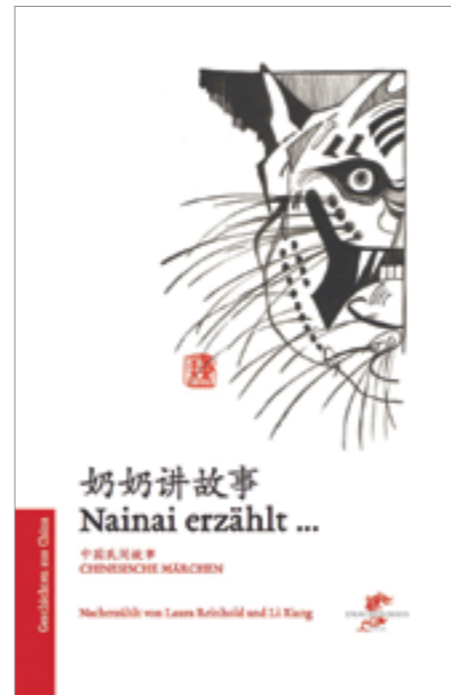 奶奶讲故事
Nainai erzählt ...
中国民间故事
CHINESISCHE MÄRCHEN
Nacherzählt von Laura Reinhold und Li Xiang
Geschichten aus China